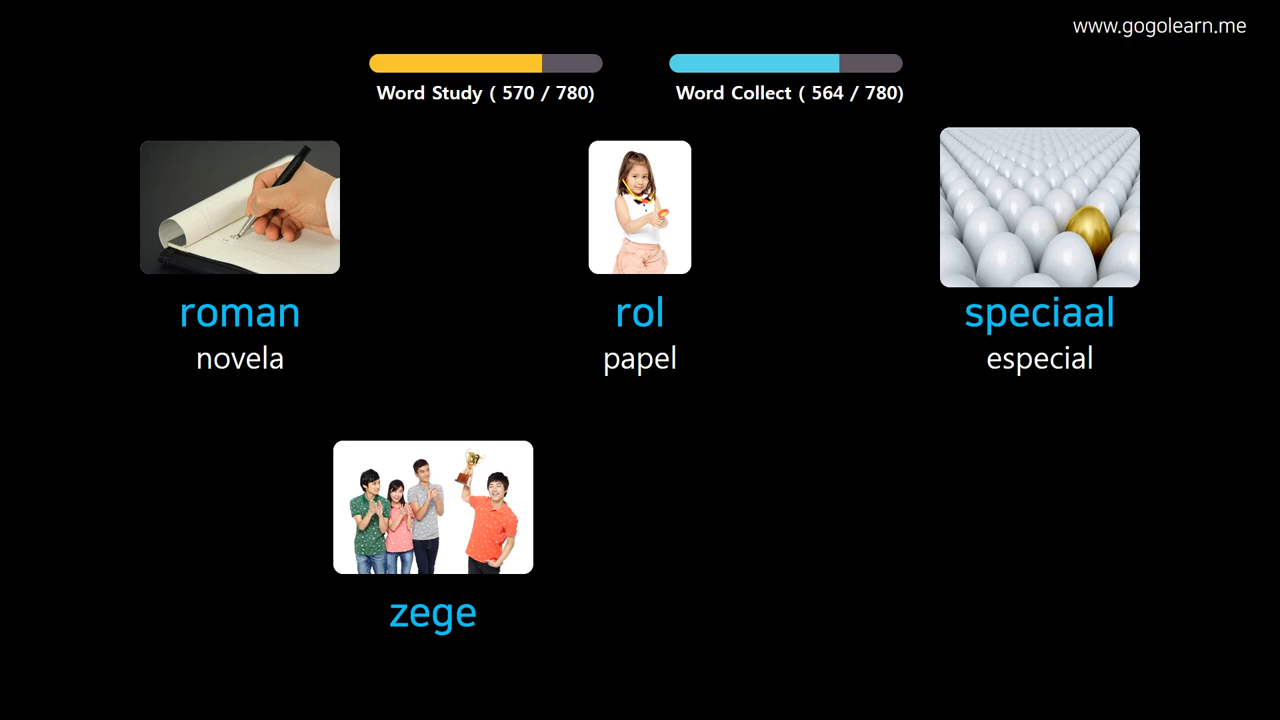 www.gogolearn.me
Word Study ( 570 / 780)
Word Collect ( 564 / 780)
roman
novela
rol
papel
speciaal
especial
zege